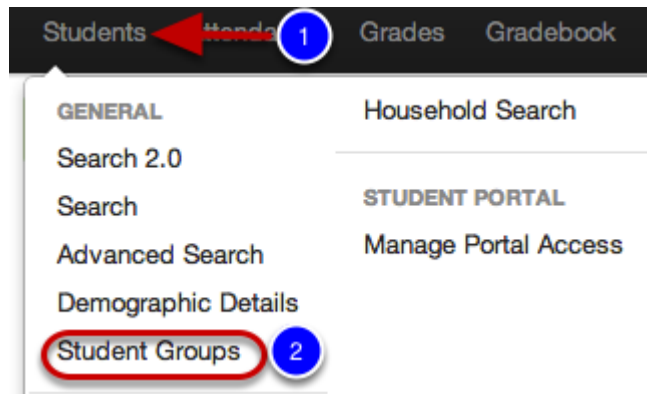 Students 1 Grades Gradebook
GENERAL
Search 2.0
Search
Advanced Search
Demographic Details
Student Groups 2
Household Search
STUDENT PORTAL
Manage Portal Access